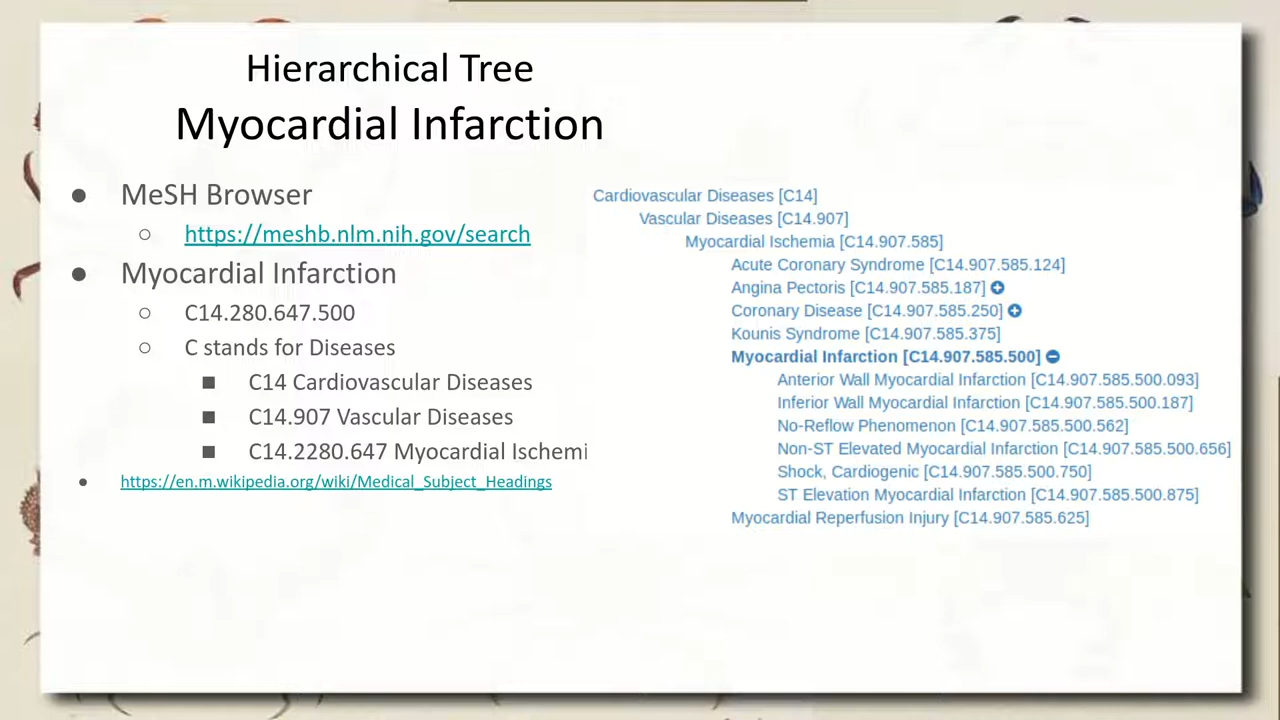 Hierarchical Tree
Myocardial Infarction
● MeSH Browser
○ https://meshb.nlm.nih.gov/search
● Myocardial Infarction
○ C14.280.647.500
○ C stands for Diseases
■ C14 Cardiovascular Diseases
■ C14.907 Vascular Diseases
■ C14.2280.647 Myocardial Ischemi
● https://en.m.wikipedia.org/wiki/Medical_Subject_Headings
Cardiovascular Diseases [C14]
Vascular Diseases [C14.907]
Myocardial Ischemia [C14.907.585]
Acute Coronary Syndrome [C14.907.585.124]
Angina Pectoris [C14.907.585.187]
Coronary Disease [C14.907.585.250]
Kounis Syndrome [C14.907.585.375]
Myocardial Infarction [C14.907.585.500]
Anterior Wall Myocardial Infarction [C14.907.585.500.093]
Inferior Wall Myocardial Infarction [C14.907.585.500.187]
No-Reflow Phenomenon [C14.907.585.500.562]
Non-ST Elevated Myocardial Infarction [C14.907.585.500.656]
Shock, Cardiogenic [C14.907.585.500.750]
ST Elevation Myocardial Infarction [C14.907.585.500.875]
Myocardial Reperfusion Injury [C14.907.585.625]